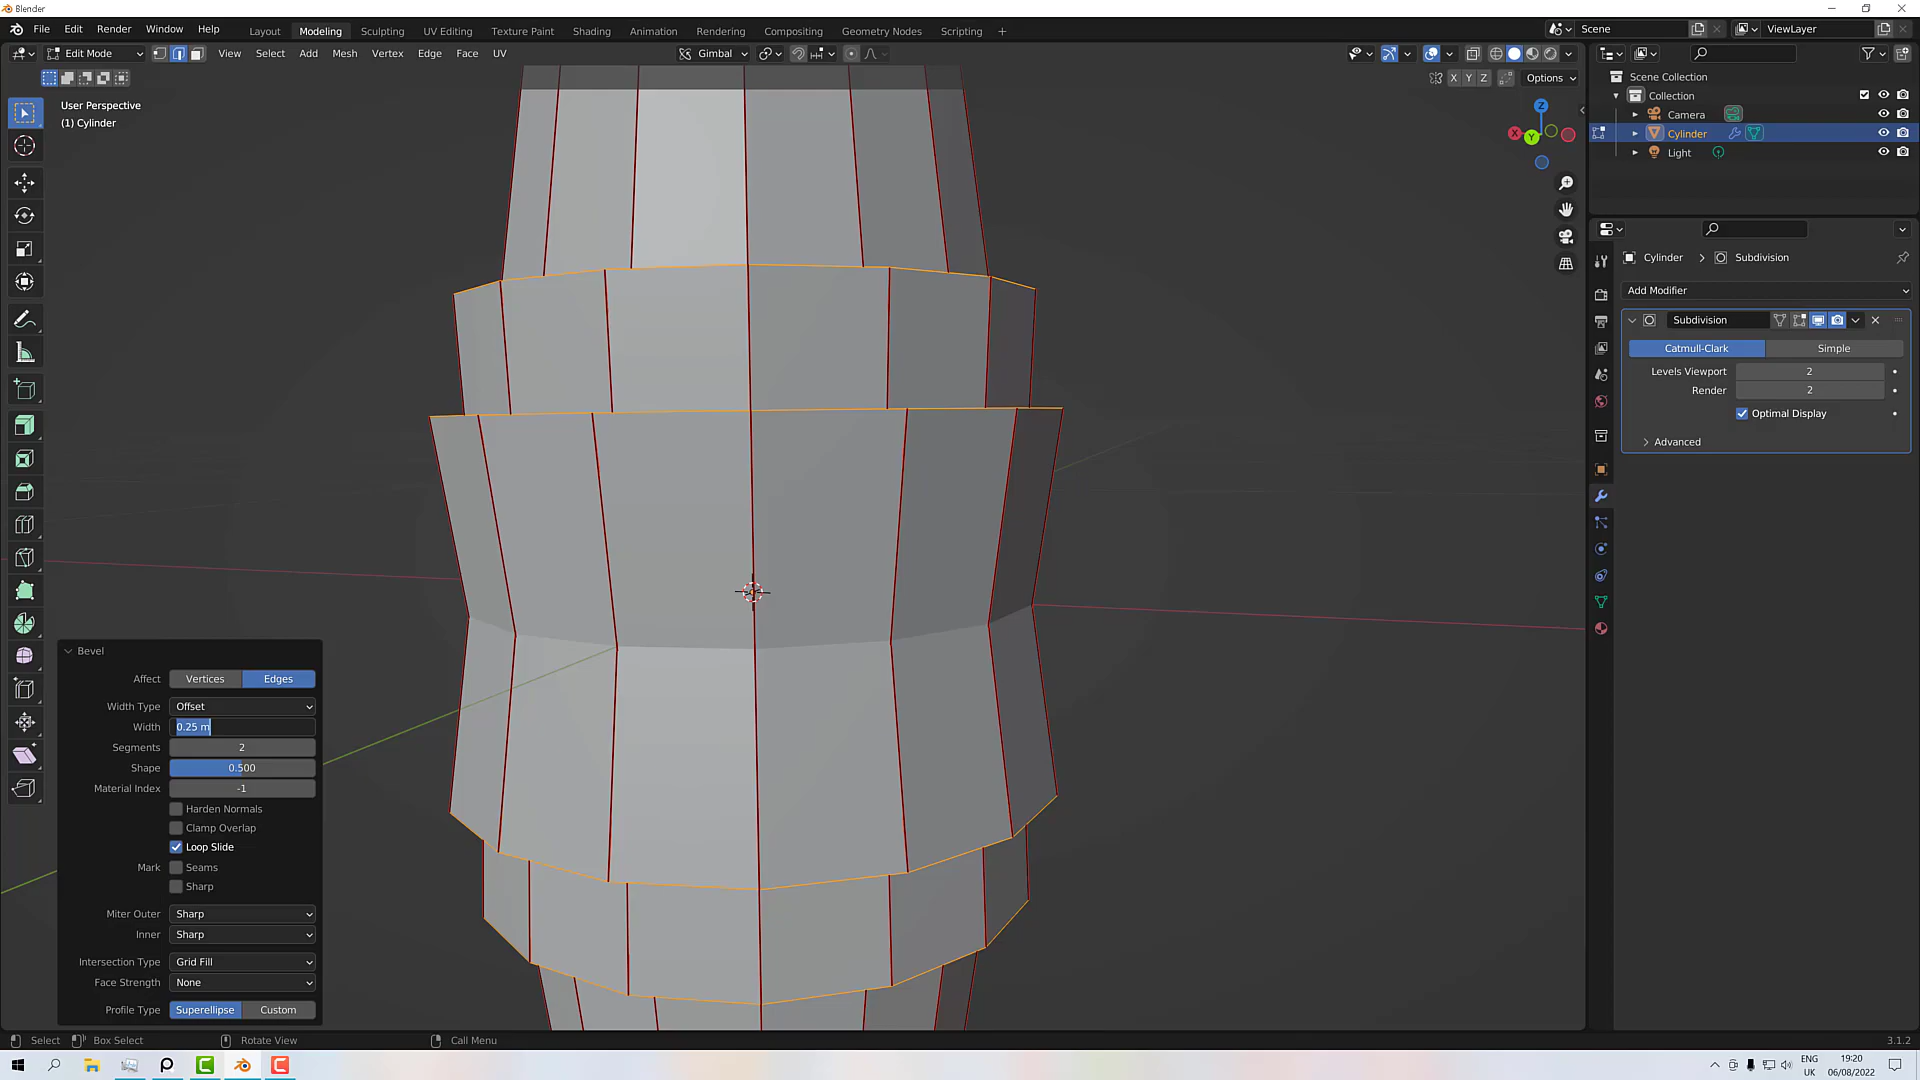 Blender
File Edit Render Window Help
Layout Modeling Sculpting UV Editing Texture Paint Shading Animation Rendering Compositing Geometry Nodes Scripting +
Scene
ViewLayer
Edit Mode
View Select Add Mesh Vertex Edge Face UV
Gimbal
X Y Z
Options
User Perspective
(1) Cylinder
Z
X
Y
Scene Collection
Collection
Camera
Cylinder
Light
Cylinder > Subdivision
Add Modifier
Subdivision
Catmull-Clark Simple
Levels Viewport 2
Render 2
Optimal Display
Advanced
Bevel
Affect Vertices Edges
Width Type Offset
Width 0.25 m
Segments 2
Shape 0.500
Material Index -1
Harden Normals
Clamp Overlap
Loop Slide
Mark Seams
Sharp
Miter Outer Sharp
Inner Sharp
Intersection Type Grid Fill
Face Strength None
Profile Type Superellipse Custom
Select Box Select Rotate View Call Menu
3.1.2
ENG
UK
19:20
06/08/2022